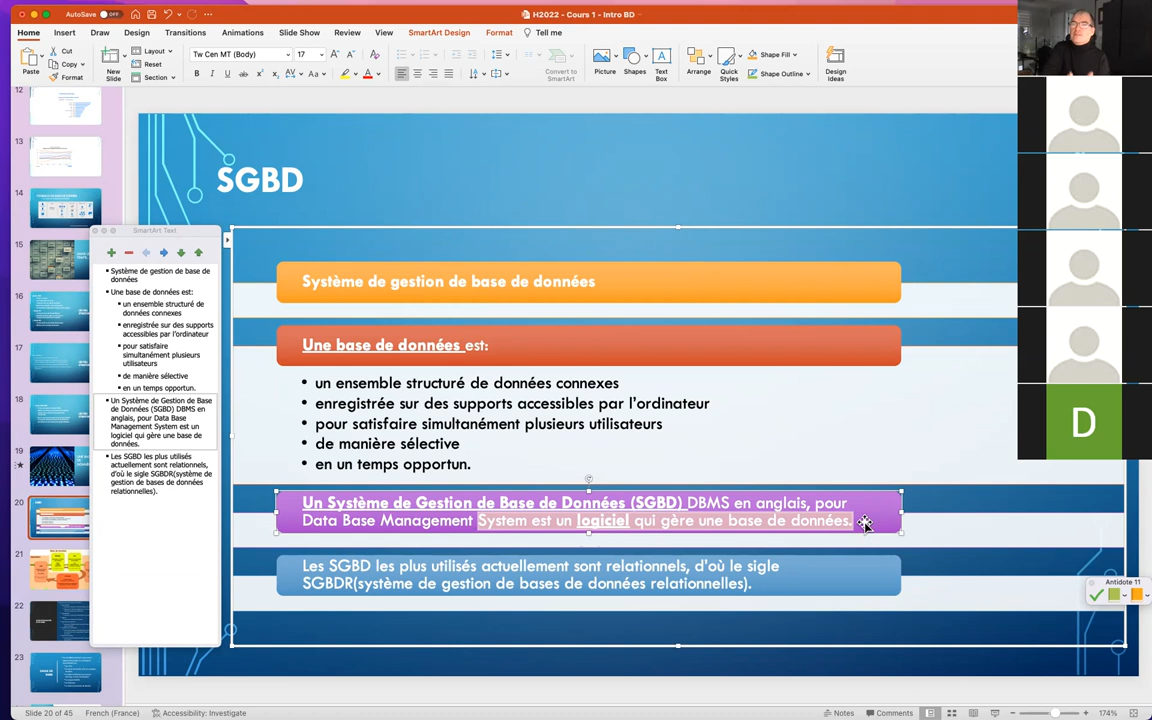 AutoSave OFF
H2022 - Cours 1 - Intro BD
Home Insert Draw Design Transitions Animations Slide Show Review View SmartArt Design Format Tell me
Paste
Cut
Copy
Format
New Slide
Layout
Reset
Section
Tw Cen MT (Body) 17
Convert to SmartArt
Picture
Shapes
Text Box
Arrange
Quick Styles
Shape Fill
Shape Outline
Design Ideas
12
13
14
15
16
17
18
19
20
21
22
23
SmartArt Text
Système de gestion de base de
données
Une base de données est:
un ensemble structuré de
données connexes
enregistrée sur des supports
accessibles par l'ordinateur
pour satisfaire
simultanément plusieurs
utilisateurs
de manière sélective
en un temps opportun.
Un Système de Gestion de Base
de Données (SGBD) DBMS en
anglais, pour Data Base
Management System est un
logiciel qui gère une base de
données.
Les SGBD les plus utilisés
actuellement sont relationnels,
d'où le sigle SGBDR(système de
gestion de bases de données
relationnelles).
SGBD
Système de gestion de base de données
Une base de données est:
• un ensemble structuré de données connexes
• enregistrée sur des supports accessibles par l'ordinateur
• pour satisfaire simultanément plusieurs utilisateurs
• de manière sélective
• en un temps opportun.
Un Système de Gestion de Base de Données (SGBD) DBMS en anglais, pour
Data Base Management System est un logiciel qui gère une base de données.
Les SGBD les plus utilisés actuellement sont relationnels, d'où le sigle
SGBDR(système de gestion de bases de données relationnelles).
D
Antidote 11
Slide 20 of 45 French (France) Accessibility: Investigate Notes Comments 174%